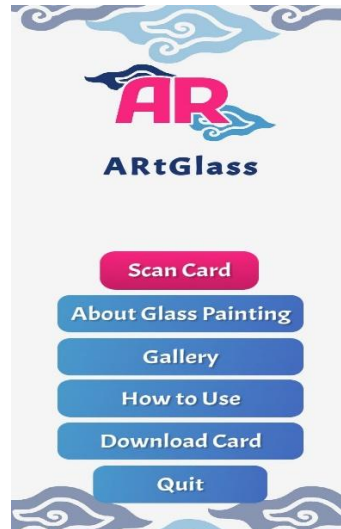 AR
ARtGlass
Scan Card
About Glass Painting
Gallery
How to Use
Download Card
Quit